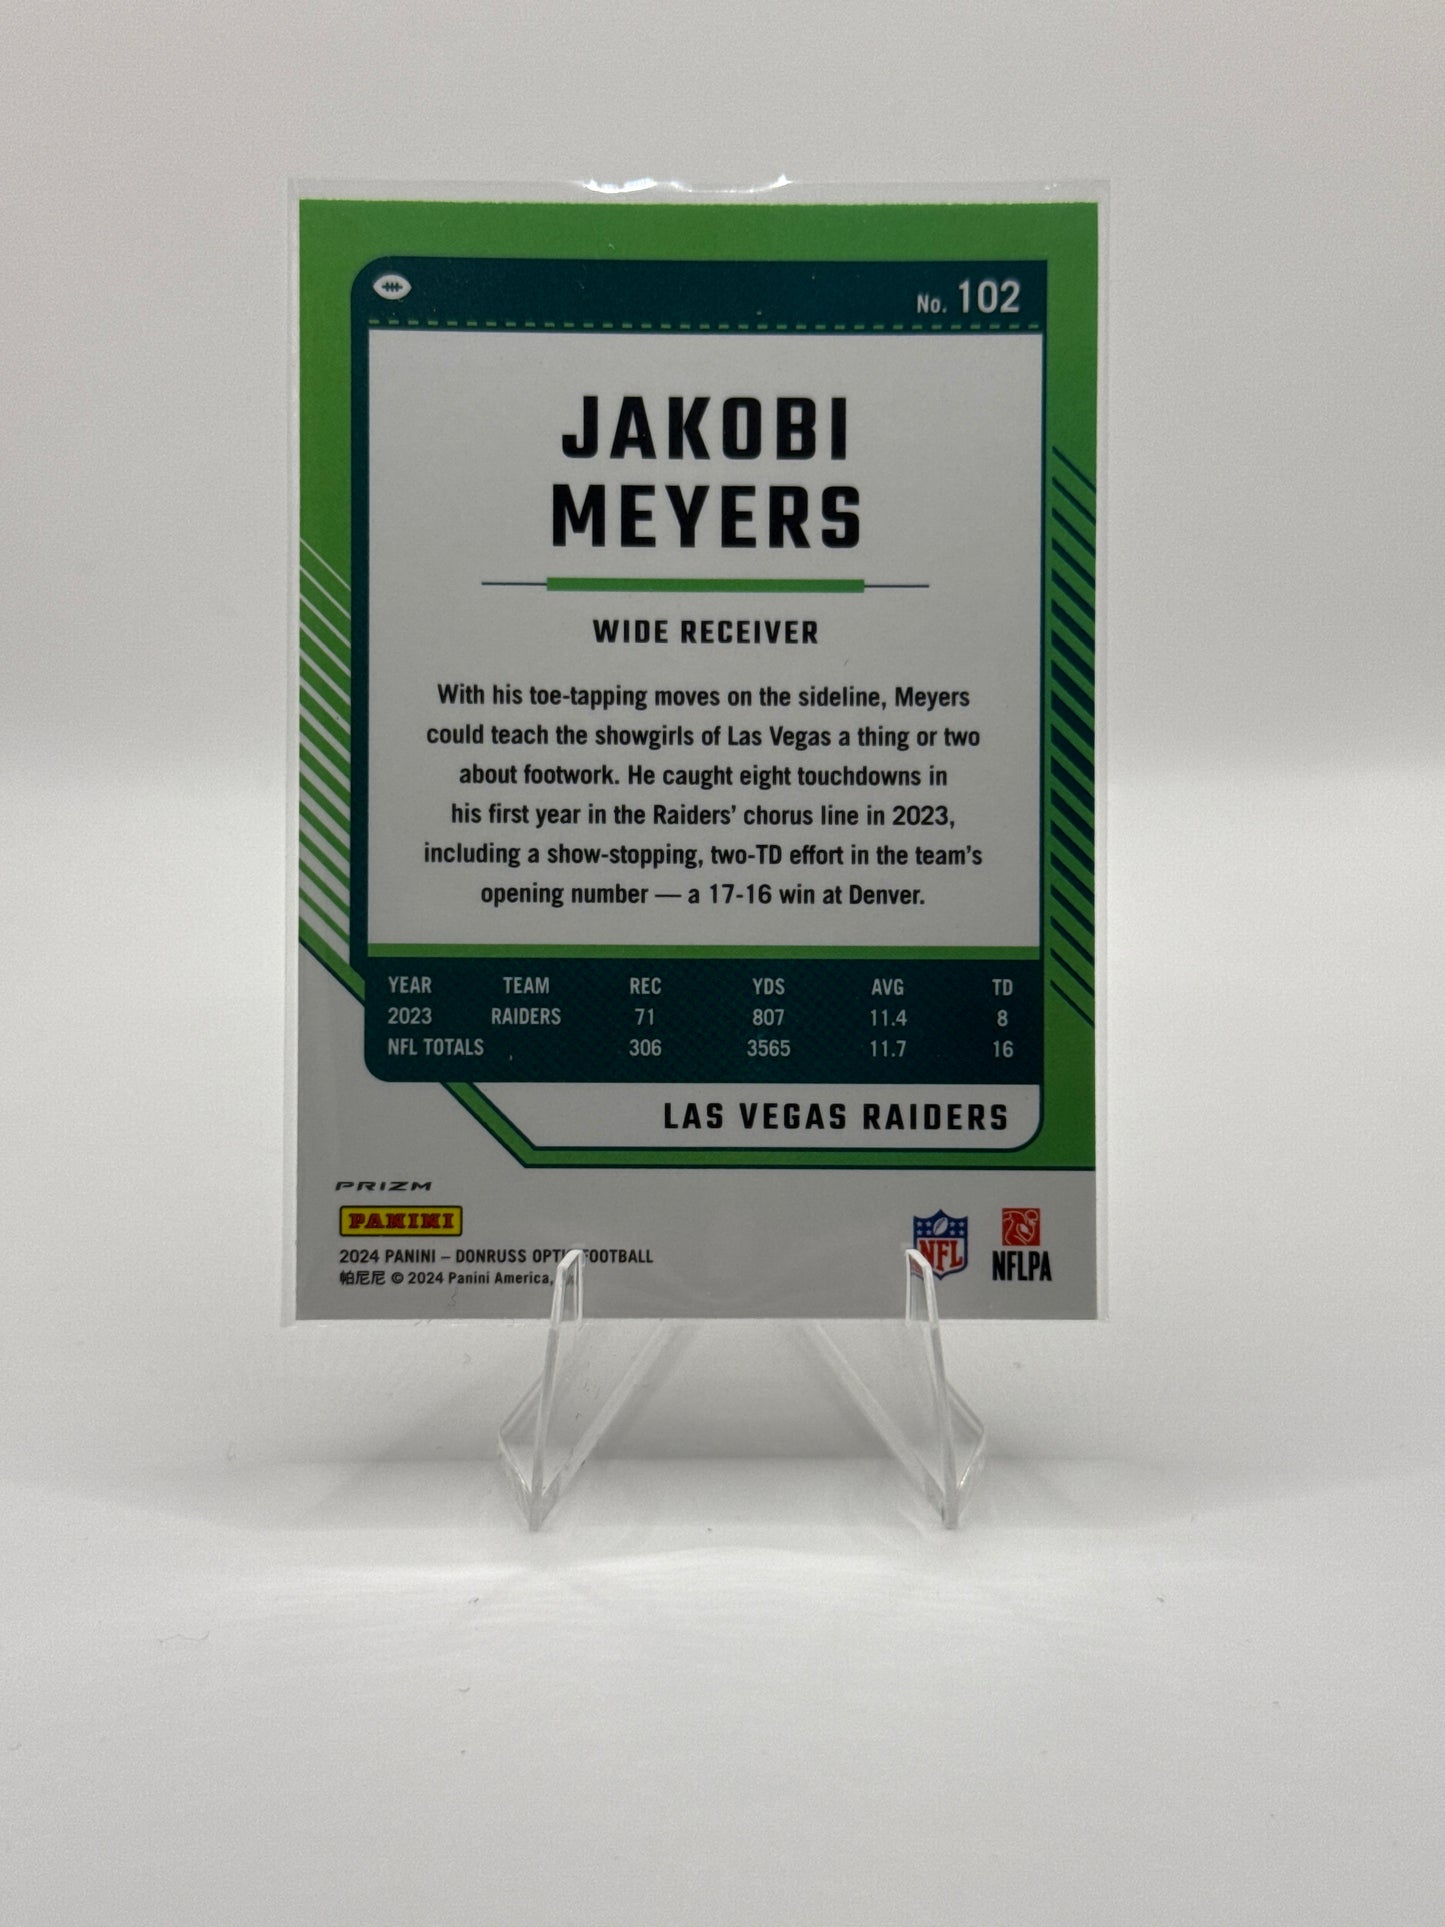 No. 102
JAKOBI
MEYERS
WIDE RECEIVER
With his toe-tapping moves on the sideline, Meyers
could teach the showgirls of Las Vegas a thing or two
about footwork. He caught eight touchdowns in
his first year in the Raiders’ chorus line in 2023,
including a show-stopping, two-TD effort in the team’s
opening number — a 17-16 win at Denver.
YEAR TEAM REC YDS AVG TD
2023 RAIDERS 71 807 11.4 8
NFL TOTALS 306 3565 11.7 16
LAS VEGAS RAIDERS
PRIZM
PANINI
2024 PANINI – DONRUSS FOOTBALL
帕尼尼 © 2024 Panini America,
NFL
NFLPA